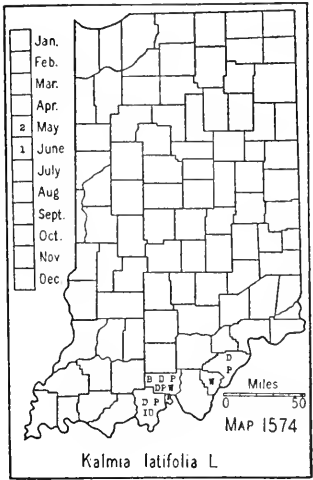 Jan.
Feb.
Mar.
Apr.
2 May
1 June
July
Aug
Sept.
Oct.
Nov
Dec
B D P
D P W
D P
I D
D
P
W
Miles
0 50
MAP 1574
Kalmia latifolia L